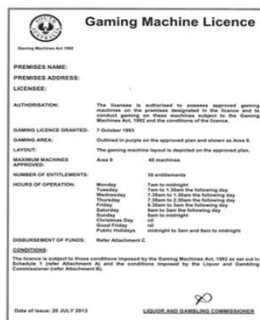 Gaming Machine Licence
Gaming Machines Act 1992
PREMISES NAME:
PREMISES ADDRESS:
LICENSEE:
AUTHORISATION: The licensee is authorised to possess approved gaming machines on the premises designated in the licence and to conduct gaming on these machines subject to the Gaming Machines Act, 1992 and the conditions of the licence.
GAMING LICENCE GRANTED: 7 October 1993
GAMING AREA: Outlined in purple on the approved plan and shown as Area 9.
LAYOUT: The gaming machine layout is depicted on the approved plan.
MAXIMUM MACHINES APPROVED: Area 9 40 machines
NUMBER OF ENTITLEMENTS: 38 entitlements
HOURS OF OPERATION: Monday 7am to midnight
Tuesday 7am to 1.30am the following day
Wednesday 7.30am to 1.30am the following day
Thursday 7.30am to 2.30am the following day
Friday 8.30am to 3am the following day
Saturday 9am to 3am the following day
Sunday 9am to midnight
Christmas Day nil
Good Friday nil
Public Holidays midnight to 3am and 9am to midnight
DISBURSEMENT OF FUNDS: Refer Attachment C
CONDITIONS:
The licence is subject to those conditions imposed by the Gaming Machines Act, 1992 as set out in
Schedule 1 (refer Attachment A) and the conditions imposed by the Liquor and Gambling
Commissioner (refer Attachment B).
Date of issue: 20 JULY 2013
LIQUOR AND GAMBLING COMMISSIONER